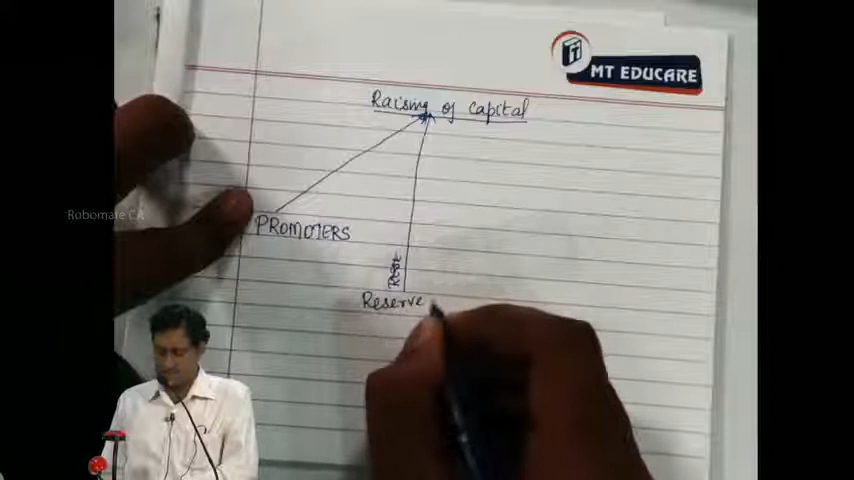 MT EDUCARE
Raising of capital
Robomate CA
PROMOTERS
Reserve